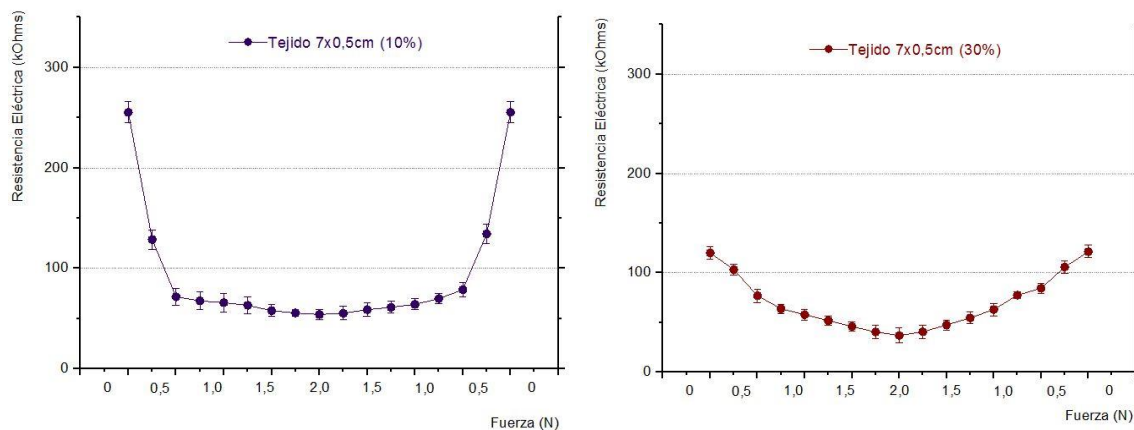 Resistencia Eléctrica (kOhms)
Tejido 7x0,5cm (10%)
300
200
100
0
0 0,5 1,0 1,5 2,0 1,5 1,0 0,5 0
Fuerza (N)
Resistencia Eléctrica (kOhms)
Tejido 7x0,5cm (30%)
300
200
100
0
0 0,5 1,0 1,5 2,0 1,5 1,0 0,5 0
Fuerza (N)